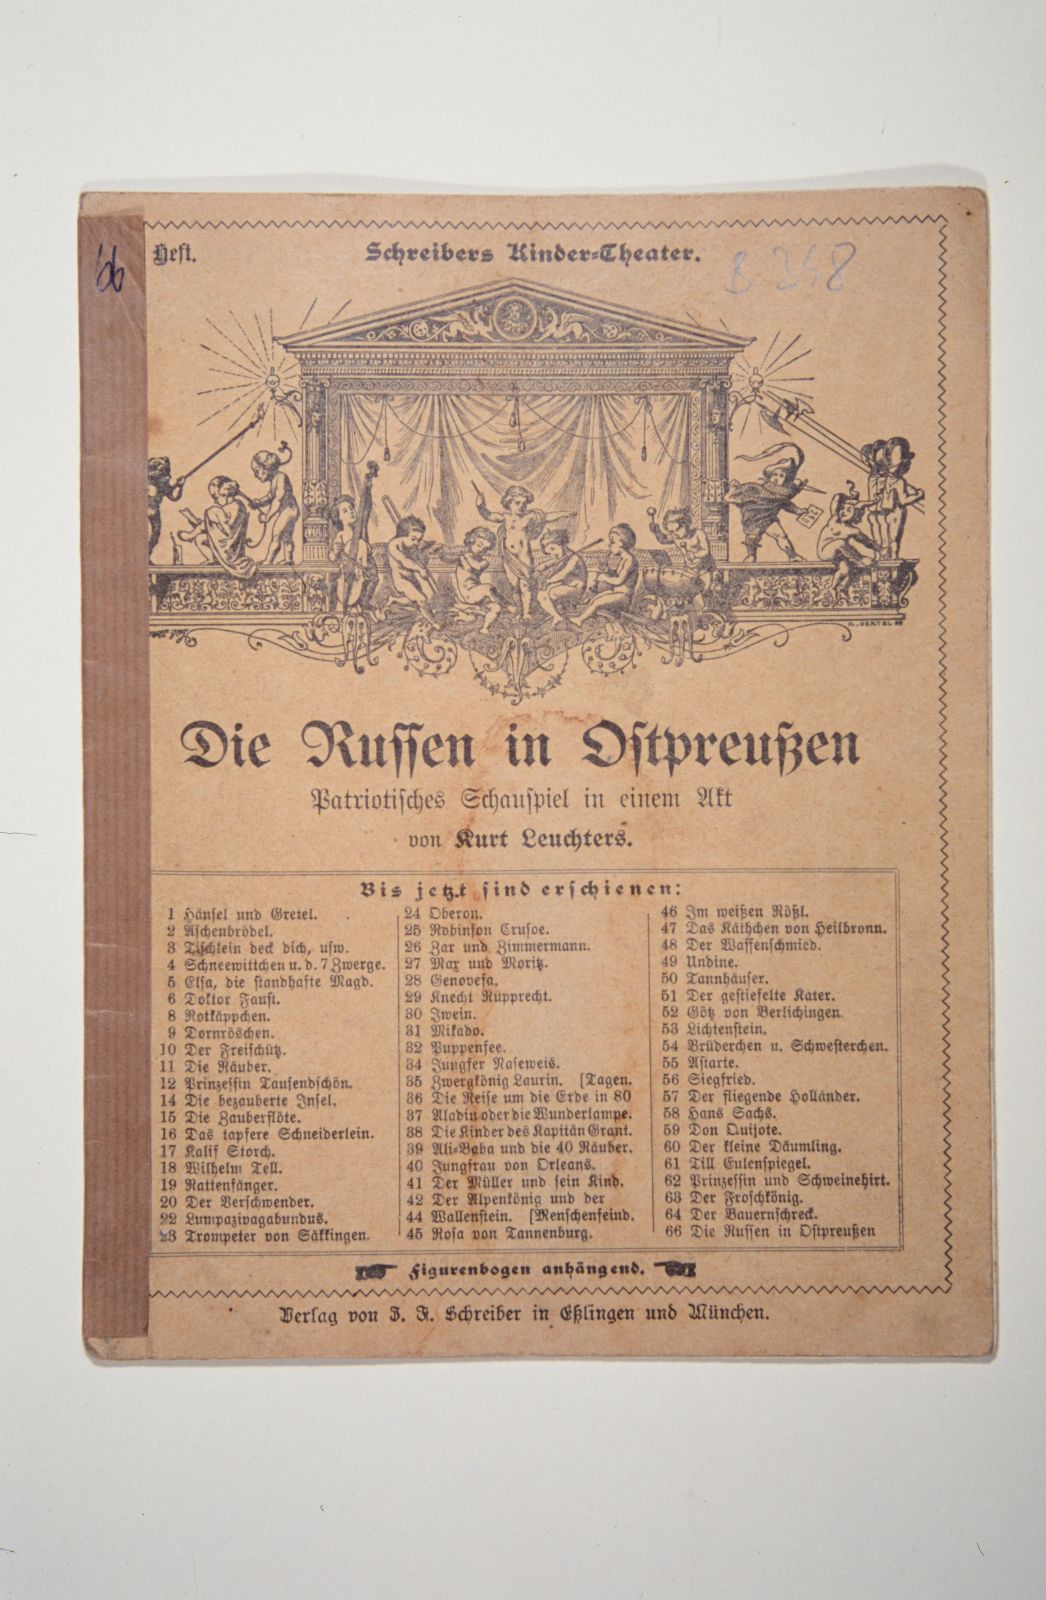 66 Heft.
Schreibers Kinder-Theater.
B 248
K. OERTEL
Die Russen in Ostpreußen
Patriotisches Schauspiel in einem Akt
von Kurt Leuchters.
Bis jetzt sind erschienen:
1 Hänsel und Gretel.
2 Aschenbrödel.
3 Tischlein deck dich, usw.
4 Schneewittchen u. d. 7 Zwerge.
5 Elsa, die standhafte Magd.
6 Doktor Faust.
8 Rotkäppchen.
9 Dornröschen.
10 Der Freischütz.
11 Die Räuber.
12 Prinzessin Tausendschön.
14 Die bezauberte Insel.
15 Die Zauberflöte.
16 Das tapfere Schneiderlein.
17 Kalif Storch.
18 Wilhelm Tell.
19 Rattenfänger.
20 Der Verschwender.
22 Lumpazivagabundus.
23 Trompeter von Säkkingen.
24 Oberon.
25 Robinson Crusoe.
26 Zar und Zimmermann.
27 Max und Moritz.
28 Genovefa.
29 Knecht Rupprecht.
30 Iwein.
31 Mikado.
32 Puppenfee.
34 Jungfer Naseweis.
35 Zwergkönig Laurin. [Tagen.
36 Die Reise um die Erde in 80
37 Aladin oder die Wunderlampe.
38 Die Kinder des Kapitän Grant.
39 Ali-Baba und die 40 Räuber.
40 Jungfrau von Orleans.
41 Der Müller und sein Kind.
42 Der Alpenkönig und der
44 Wallenstein. [Menschenfeind.
45 Rosa von Tannenburg.
46 Im weißen Rößl.
47 Das Käthchen von Heilbronn.
48 Der Waffenschmied.
49 Undine.
50 Tannhäuser.
51 Der gestiefelte Kater.
52 Götz von Berlichingen.
53 Lichtenstein.
54 Brüderchen u. Schwesterchen.
55 Astarte.
56 Siegfried.
57 Der fliegende Holländer.
58 Hans Sachs.
59 Don Quijote.
60 Der kleine Däumling.
61 Till Eulenspiegel.
62 Prinzessin und Schweinehirt.
63 Der Froschkönig.
64 Der Bauernschreck.
66 Die Russen in Ostpreußen
Figurenbogen anhängend.
Verlag von J. F. Schreiber in Eßlingen und München.